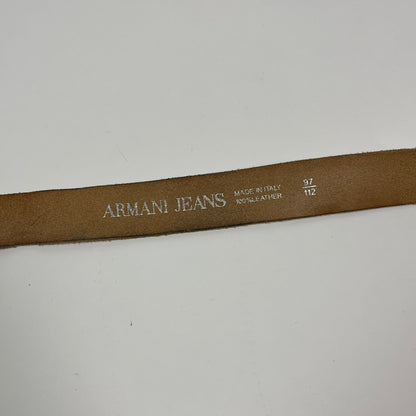 ARMANI JEANS
MADE IN ITALY
100% LEATHER
97
112